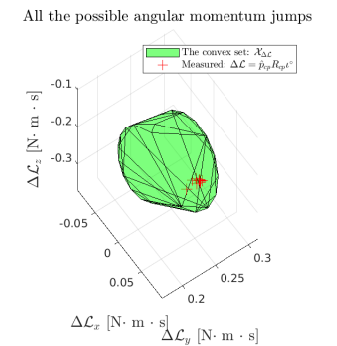 All the possible angular momentum jumps
The convex set: 𝒳_Δℒ
Measured: Δℒ = p̂_cp R_cp ι°
-0.1
-0.2
-0.3
Δℒ_z [N· m · s]
-0.05
0
0.05
0.3
0.25
0.2
Δℒ_x [N· m · s]
Δℒ_y [N· m · s]